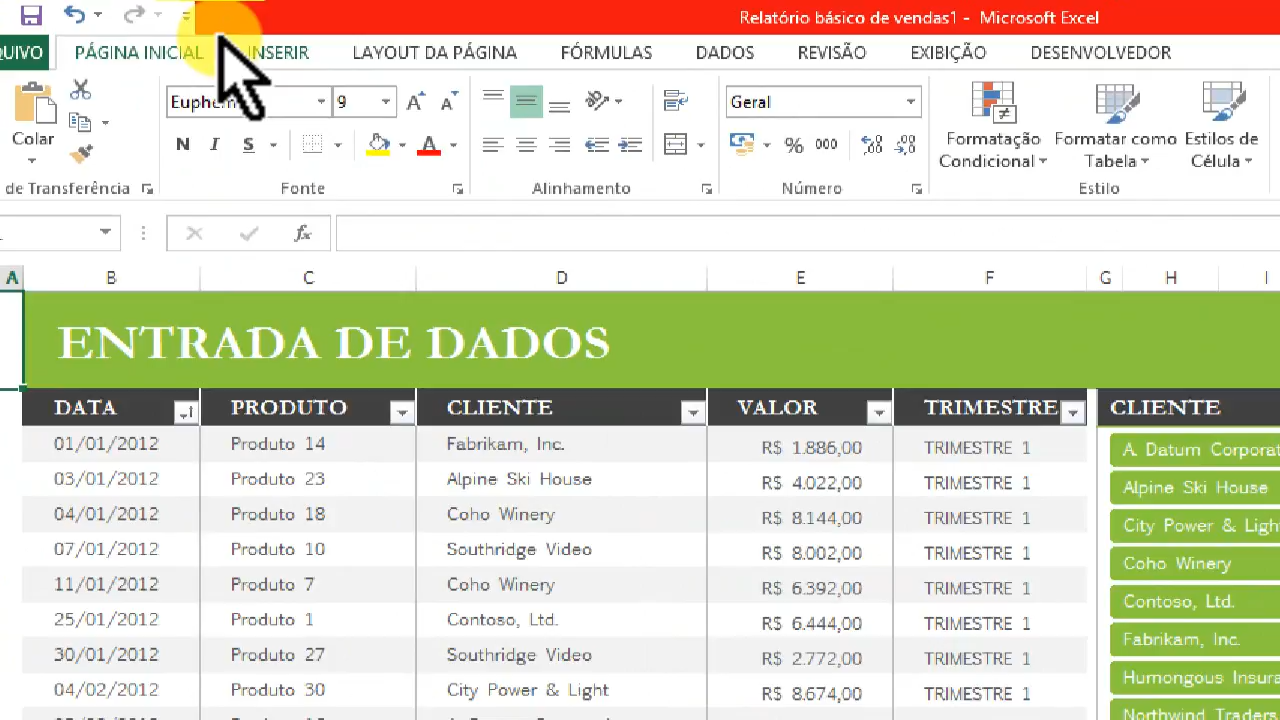 Relatório básico de vendas1 - Microsoft Excel
QUIVO PÁGINA INICIAL INSERIR LAYOUT DA PÁGINA FÓRMULAS DADOS REVISÃO EXIBIÇÃO DESENVOLVEDOR
9 Geral
Colar
N I S % 000
Formatação Condicional
Formatar como Tabela
Estilos de Célula
de Transferência Fonte Alinhamento Número Estilo
fx
A B C D E F G H I
ENTRADA DE DADOS
DATA PRODUTO CLIENTE VALOR TRIMESTRE CLIENTE
01/01/2012 Produto 14 Fabrikam, Inc. R$ 1.886,00 TRIMESTRE 1
03/01/2012 Produto 23 Alpine Ski House R$ 4.022,00 TRIMESTRE 1
04/01/2012 Produto 18 Coho Winery R$ 8.144,00 TRIMESTRE 1
07/01/2012 Produto 10 Southridge Video R$ 8.002,00 TRIMESTRE 1
11/01/2012 Produto 7 Coho Winery R$ 6.392,00 TRIMESTRE 1
25/01/2012 Produto 1 Contoso, Ltd. R$ 6.444,00 TRIMESTRE 1
30/01/2012 Produto 27 Southridge Video R$ 2.772,00 TRIMESTRE 1
04/02/2012 Produto 30 City Power & Light R$ 8.674,00 TRIMESTRE 1
A. Datum Corporat
Alpine Ski House
City Power & Ligh
Coho Winery
Contoso, Ltd.
Fabrikam, Inc.
Humongous Insura
Northwind Traders